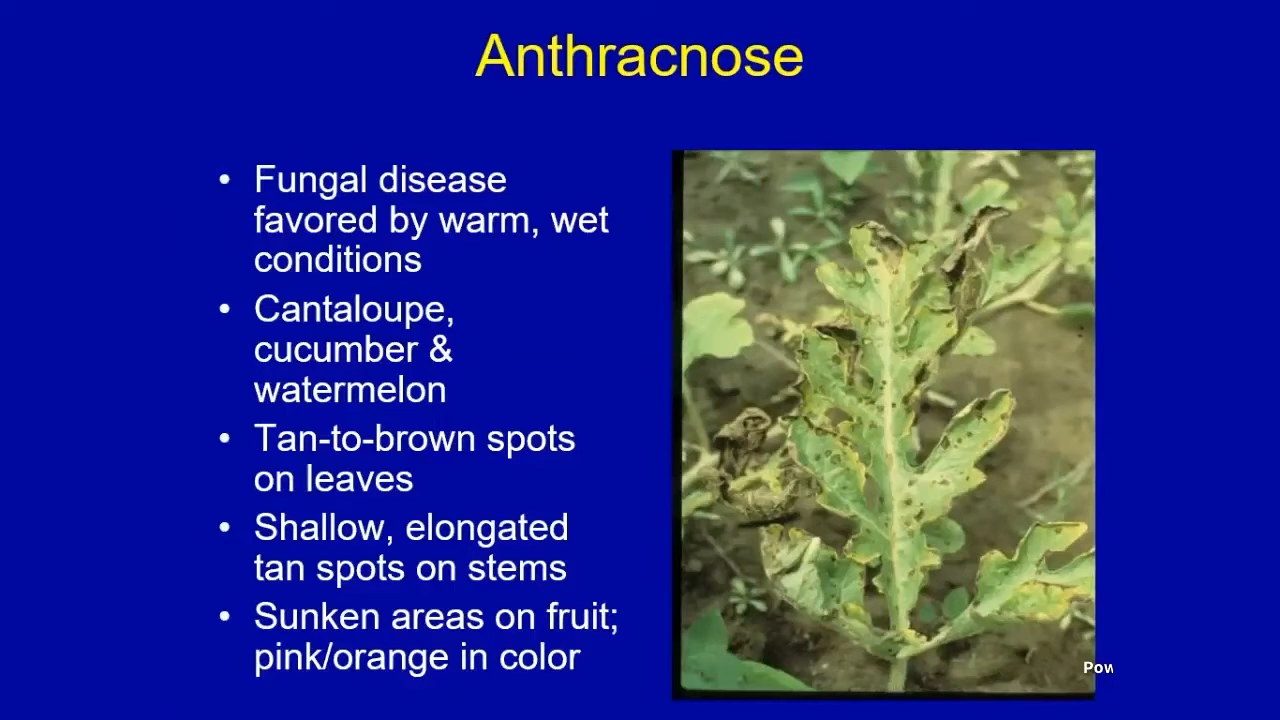 Anthracnose
• Fungal disease
favored by warm, wet
conditions
• Cantaloupe,
cucumber &
watermelon
• Tan-to-brown spots
on leaves
• Shallow, elongated
tan spots on stems
• Sunken areas on fruit;
pink/orange in color
Pow